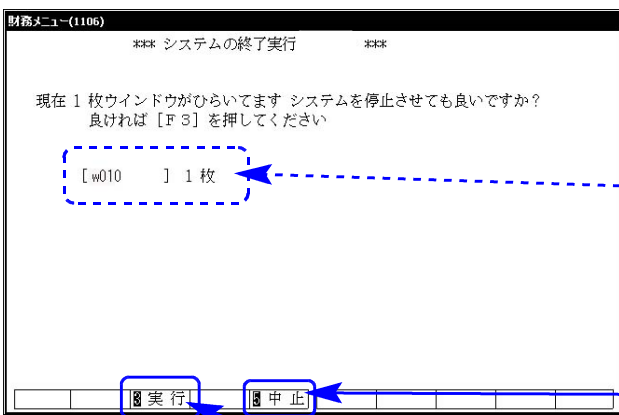 財務メニュー(1106)
*** システムの終了実行 ***
現在 1 枚ウインドウがひらいてます システムを停止させても良いですか?
良ければ [F3] を押してください
[w010 ] 1 枚
3 実 行 5 中 止